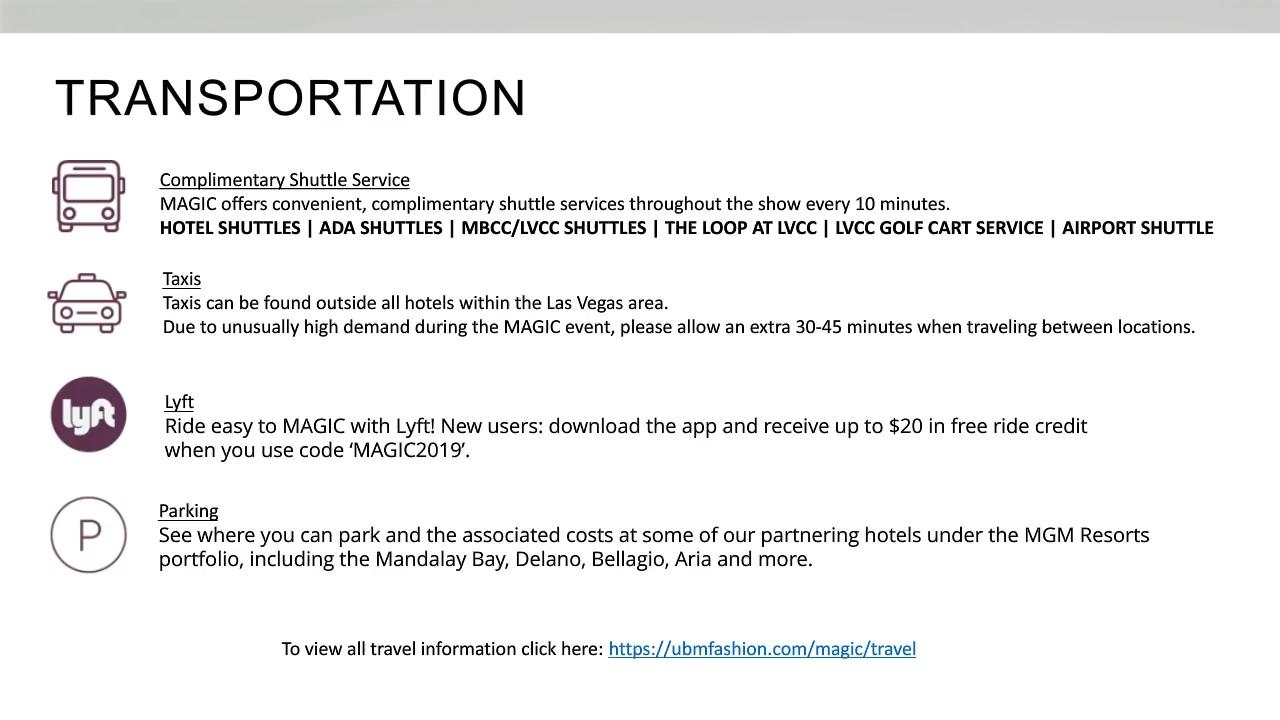 TRANSPORTATION
Complimentary Shuttle Service
MAGIC offers convenient, complimentary shuttle services throughout the show every 10 minutes.
HOTEL SHUTTLES | ADA SHUTTLES | MBCC/LVCC SHUTTLES | THE LOOP AT LVCC | LVCC GOLF CART SERVICE | AIRPORT SHUTTLE
Taxis
Taxis can be found outside all hotels within the Las Vegas area.
Due to unusually high demand during the MAGIC event, please allow an extra 30-45 minutes when traveling between locations.
lyft
Lyft
Ride easy to MAGIC with Lyft! New users: download the app and receive up to $20 in free ride credit
when you use code ‘MAGIC2019’.
P
Parking
See where you can park and the associated costs at some of our partnering hotels under the MGM Resorts
portfolio, including the Mandalay Bay, Delano, Bellagio, Aria and more.
To view all travel information click here: https://ubmfashion.com/magic/travel